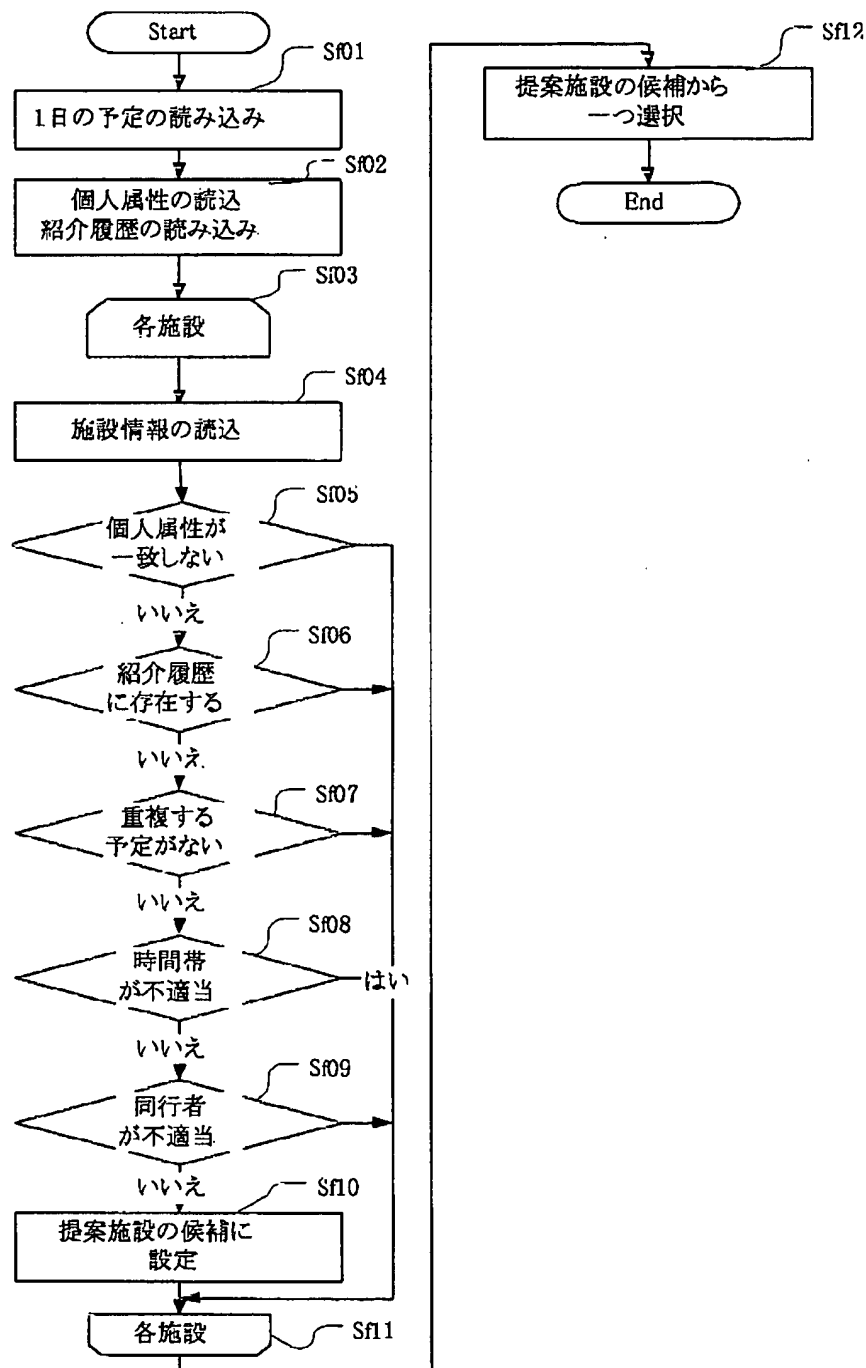 Start
Sf01
1日の予定の読み込み
Sf02
個人属性の読込
紹介履歴の読み込み
Sf03
各施設
Sf04
施設情報の読込
Sf05
個人属性が
一致しない
いいえ
Sf06
紹介履歴
に存在する
いいえ
Sf07
重複する
予定がない
いいえ
Sf08
時間帯
が不適当
はい
いいえ
Sf09
同行者
が不適当
いいえ
Sf10
提案施設の候補に
設定
各施設
Sf11
Sf12
提案施設の候補から
一つ選択
End